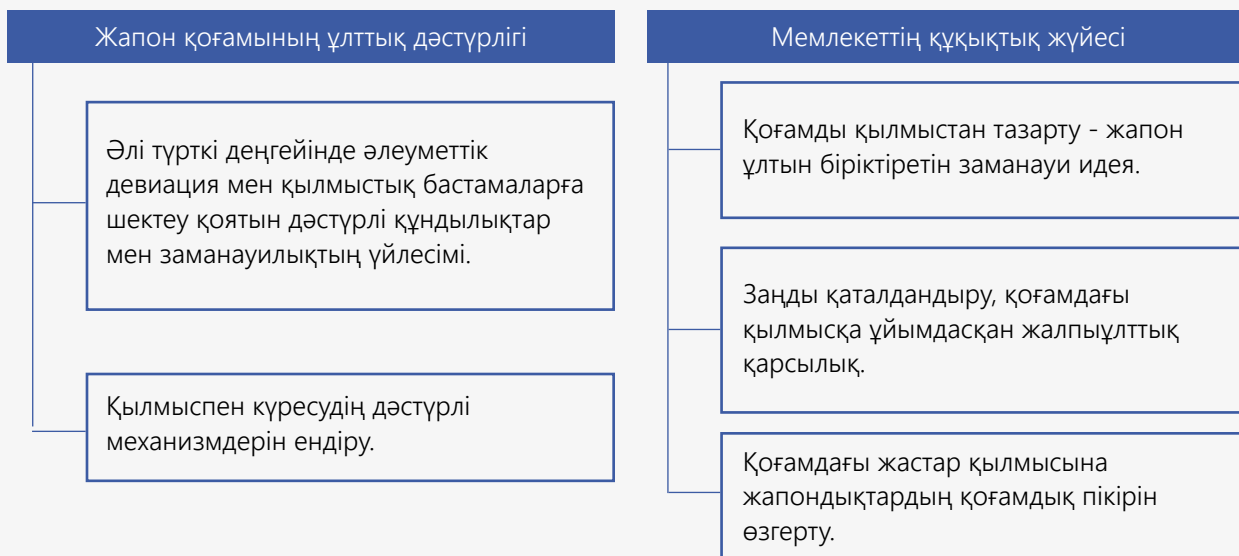 Жапон қоғамының ұлттық дәстүрлігі
Әлі түрткі деңгейінде әлеуметтік
девиация мен қылмыстық бастамаларға
шектеу қоятын дәстүрлі құндылықтар
мен заманауилықтың үйлесімі.
Қылмыспен күресудің дәстүрлі
механизмдерін ендіру.
Мемлекеттің құқықтық жүйесі
Қоғамды қылмыстан тазарту - жапон
ұлтын біріктіретін заманауи идея.
Заңды қаталдандыру, қоғамдағы
қылмысқа ұйымдасқан жалпыұлттық
қарсылық.
Қоғамдағы жастар қылмысына
жапондықтардың қоғамдық пікірін
өзгерту.